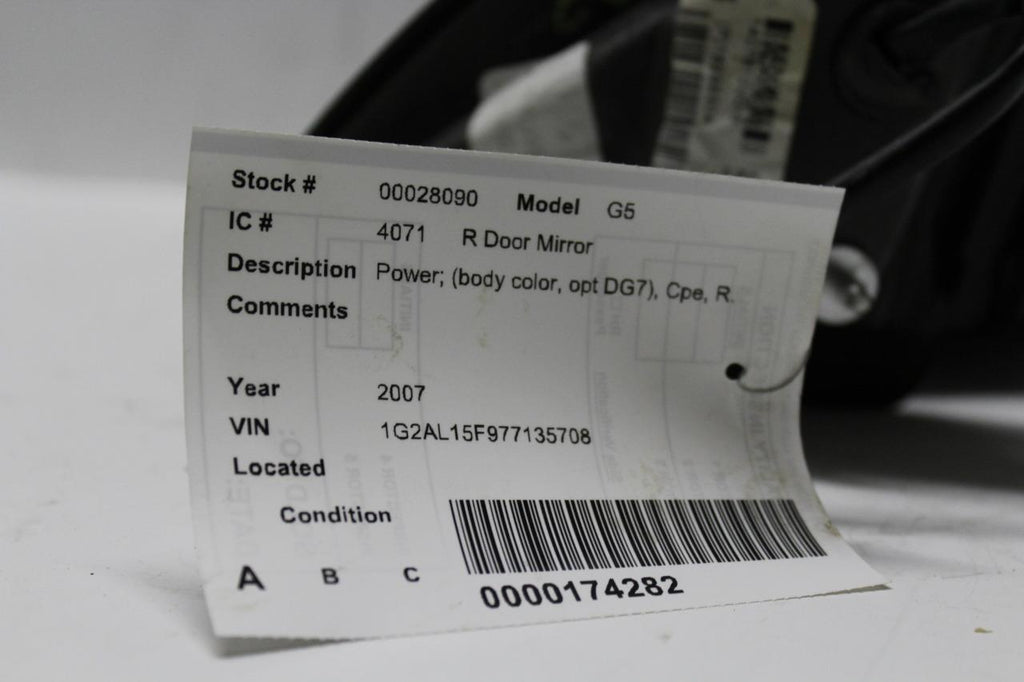 Stock # 00028090 Model G5
IC # 4071 R Door Mirror
Description Power; (body color, opt DG7), Cpe, R.
Comments
Year 2007
VIN 1G2AL15F977135708
Located
Condition
A B C
0000174282